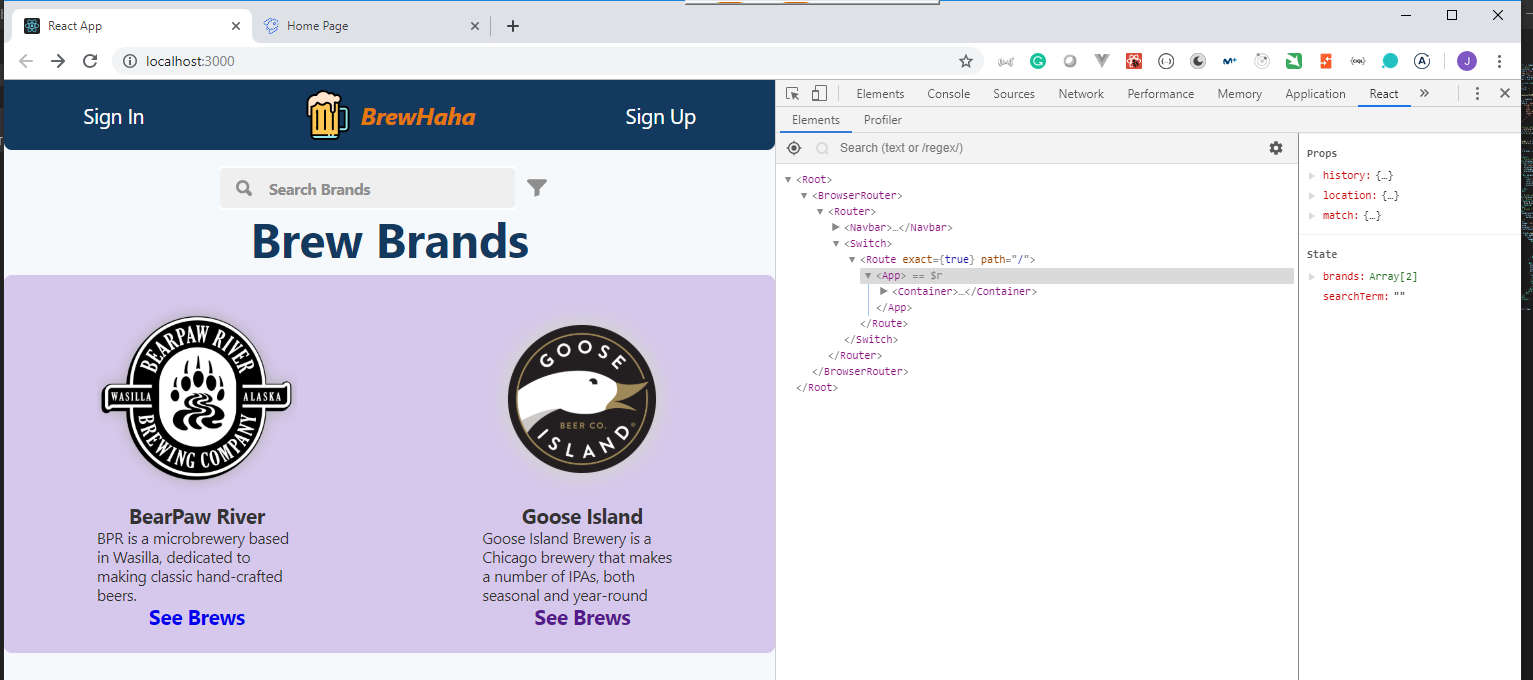 React App
Home Page
localhost:3000
Sign In
BrewHaha
Sign Up
Search Brands
Brew Brands
BEARPAW RIVER
WASILLA
ALASKA
BREWING COMPANY
GOOSE
BEER CO.
ISLAND
BearPaw River
BPR is a microbrewery based
in Wasilla, dedicated to
making classic hand-crafted
beers.
See Brews
Goose Island
Goose Island Brewery is a
Chicago brewery that makes
a number of IPAs, both
seasonal and year-round
See Brews
Elements
Console
Sources
Network
Performance
Memory
Application
React
»
Elements
Profiler
Search (text or /regex/)
<Root>
<BrowserRouter>
<Router>
<Navbar>…</Navbar>
<Switch>
<Route exact={true} path="/">
<App> == $r
<Container>…</Container>
</App>
</Route>
</Switch>
</Router>
</BrowserRouter>
</Root>
Props
history: {…}
location: {…}
match: {…}
State
brands: Array[2]
searchTerm: ""